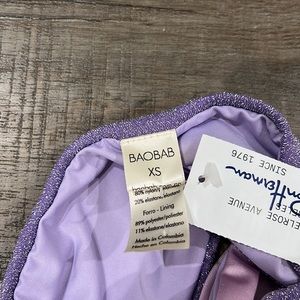 BAOBAB
XS
80% nylon/
20% elastano, elastane
Forro - Lining
89% poliester/polyester
11% elastano/elastane
Made in Colombia
Hecho en Colombia
MELROSE AVENUE
SINCE 1976